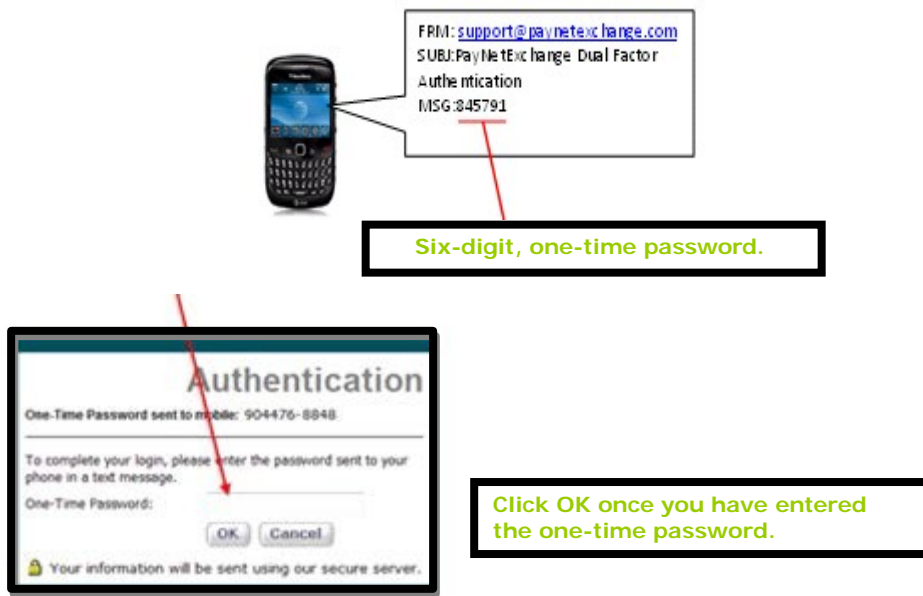 FRM: support@paynetexchange.com
SUBJ:PayNetExchange Dual Factor
Authentication
MSG:845791
Six-digit, one-time password.
Authentication
One-Time Password sent to mobile: 904476-8848
To complete your login, please enter the password sent to your
phone in a text message.
One-Time Password:
OK Cancel
Your information will be sent using our secure server.
Click OK once you have entered
the one-time password.